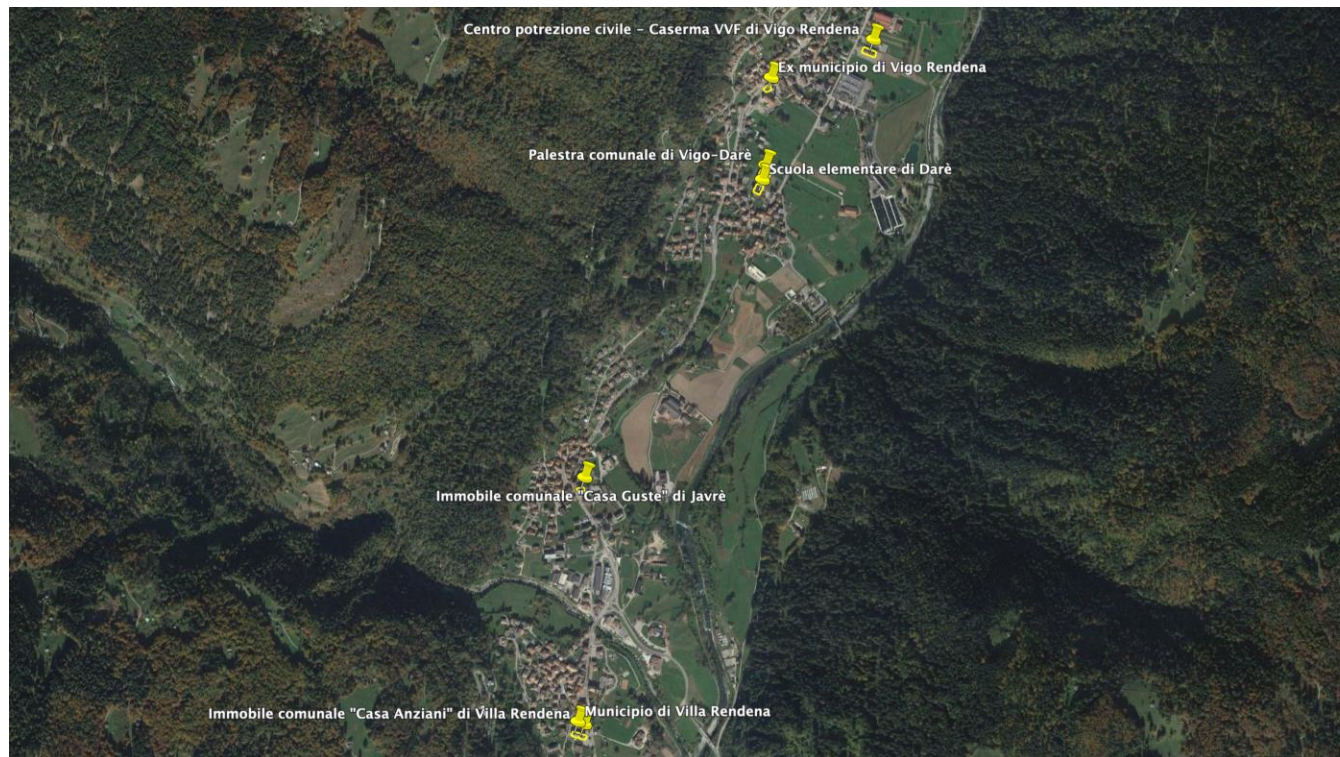 Centro potrezione civile - Caserma VVF di Vigo Rendena
Ex municipio di Vigo Rendena
Palestra comunale di Vigo-Darè
Scuola elementare di Darè
Immobile comunale "Casa Guste" di Javrè
Immobile comunale "Casa Anziani" di Villa Rendena
Municipio di Villa Rendena